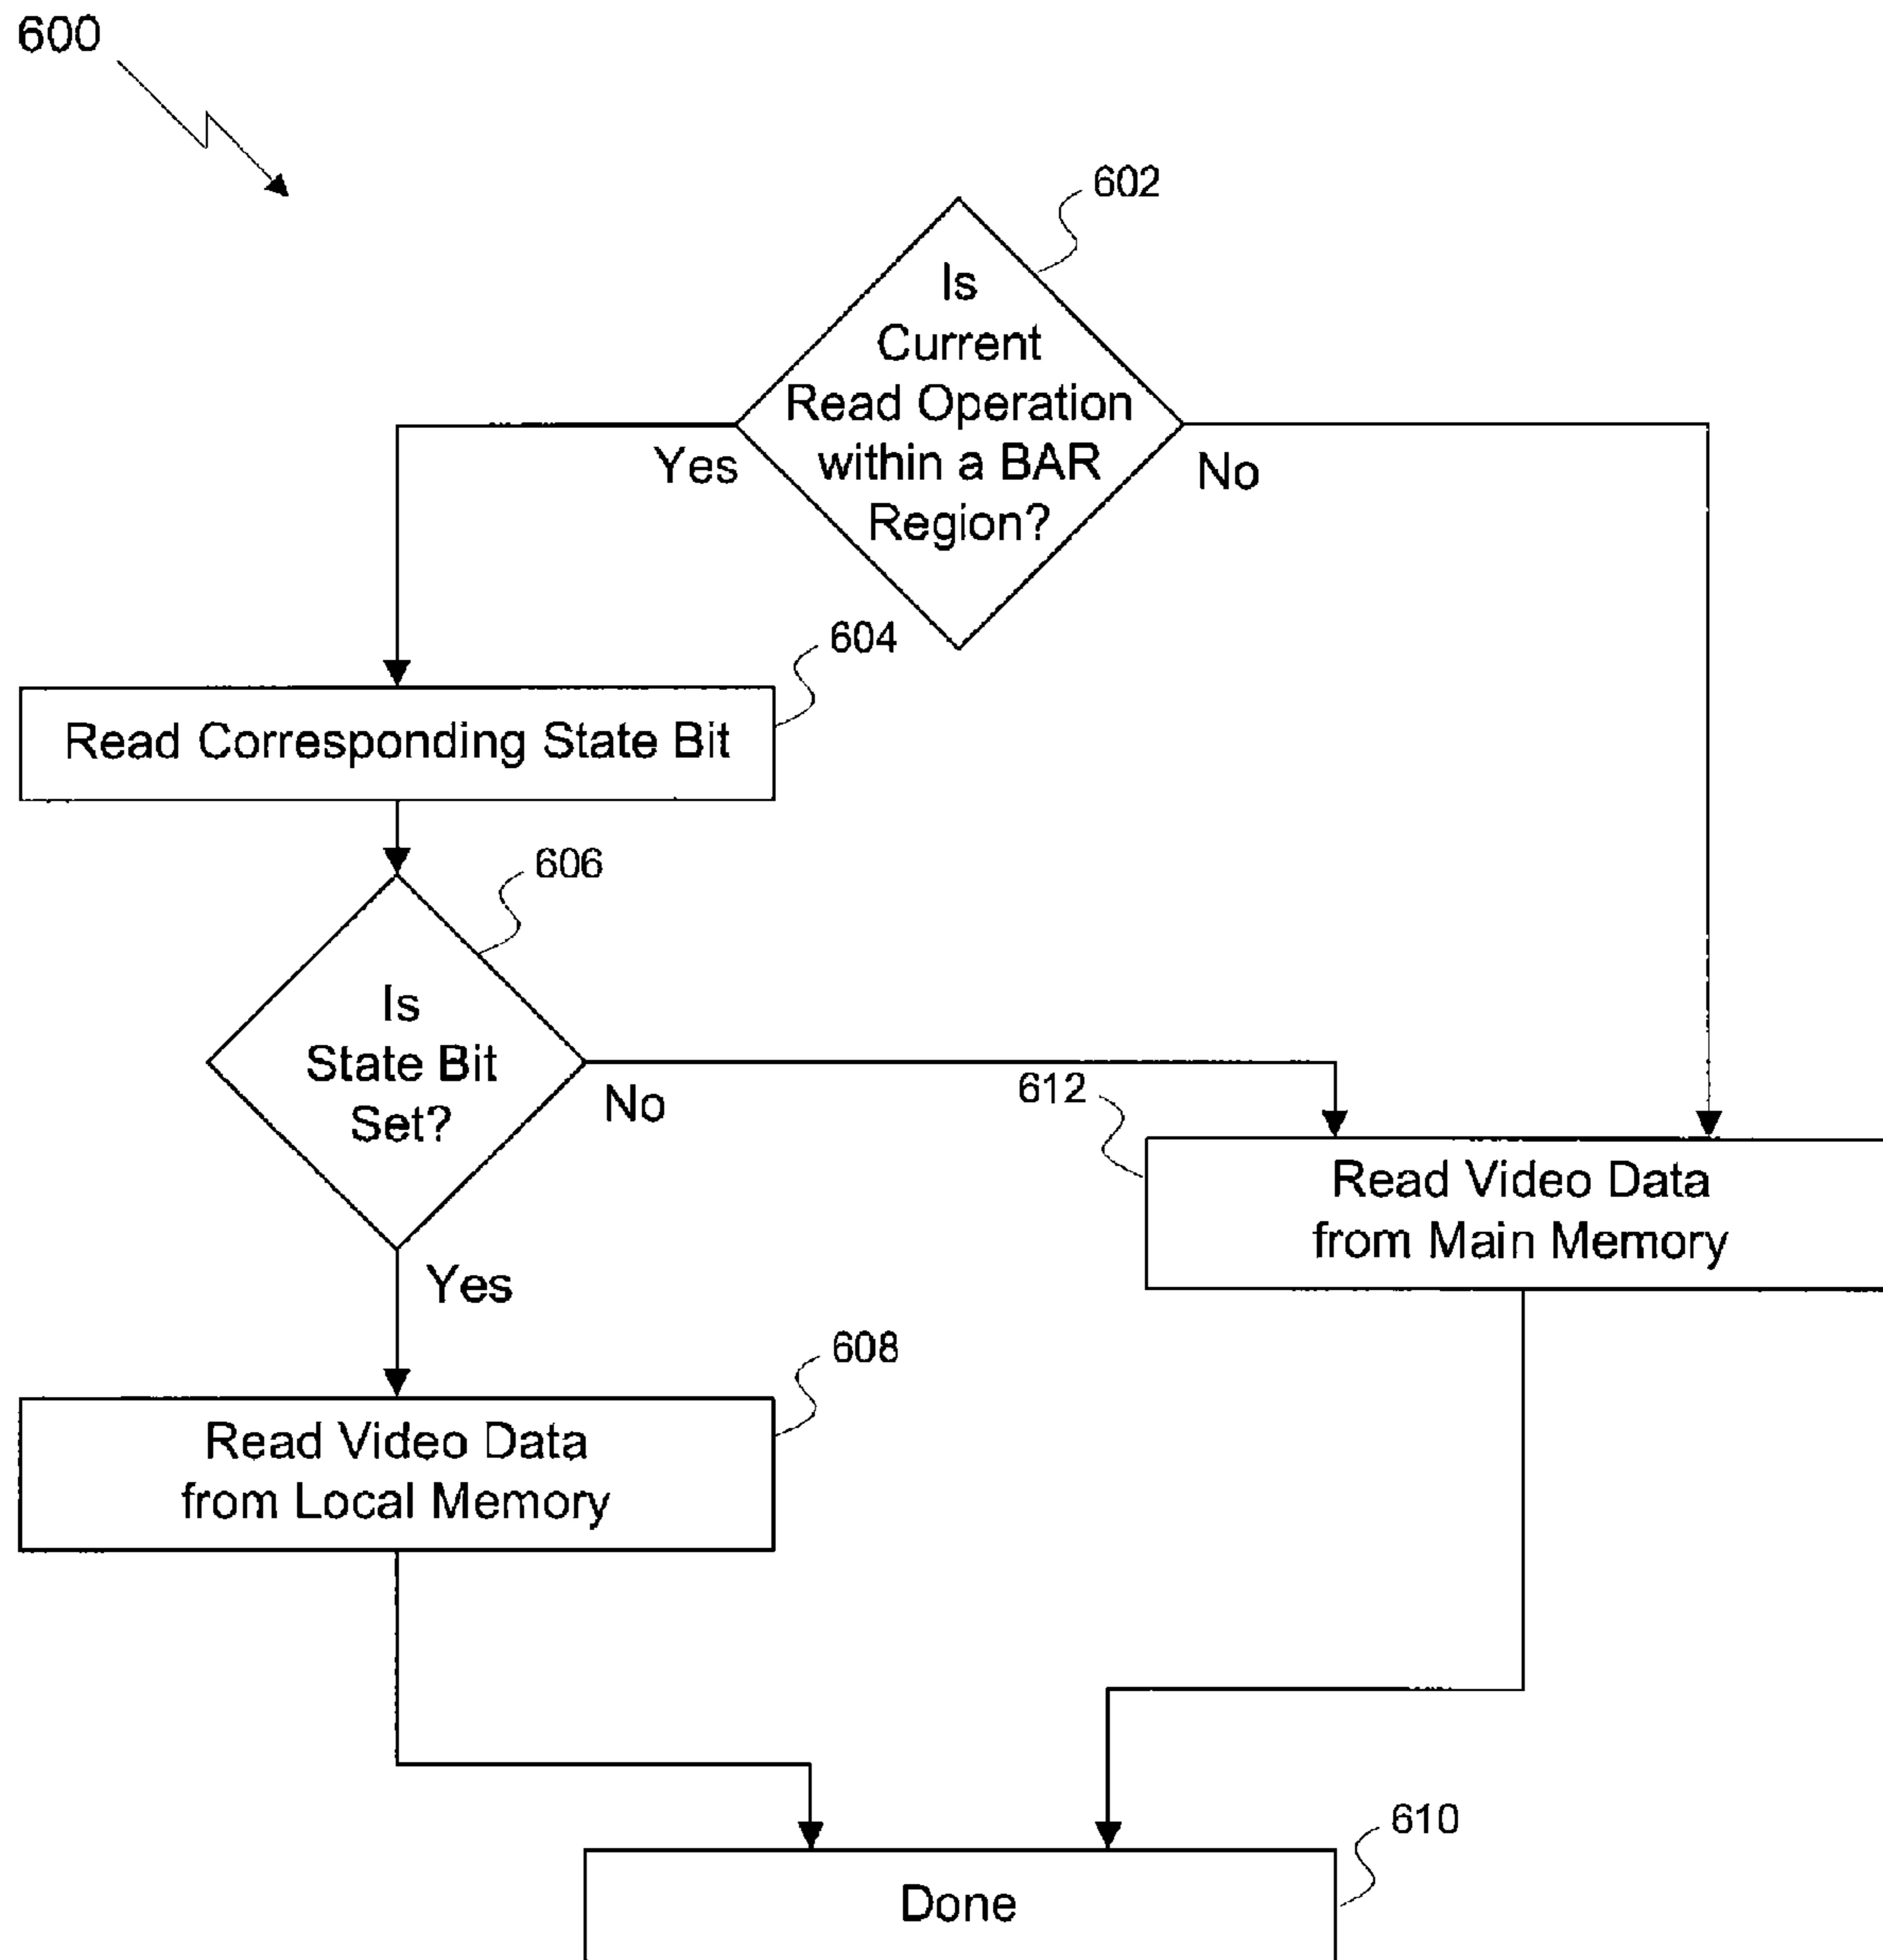 600
602
Is
Current
Read Operation
within a BAR
Region?
Yes
No
604
Read Corresponding State Bit
606
Is
State Bit
Set?
No
612
Read Video Data
from Main Memory
Yes
608
Read Video Data
from Local Memory
610
Done